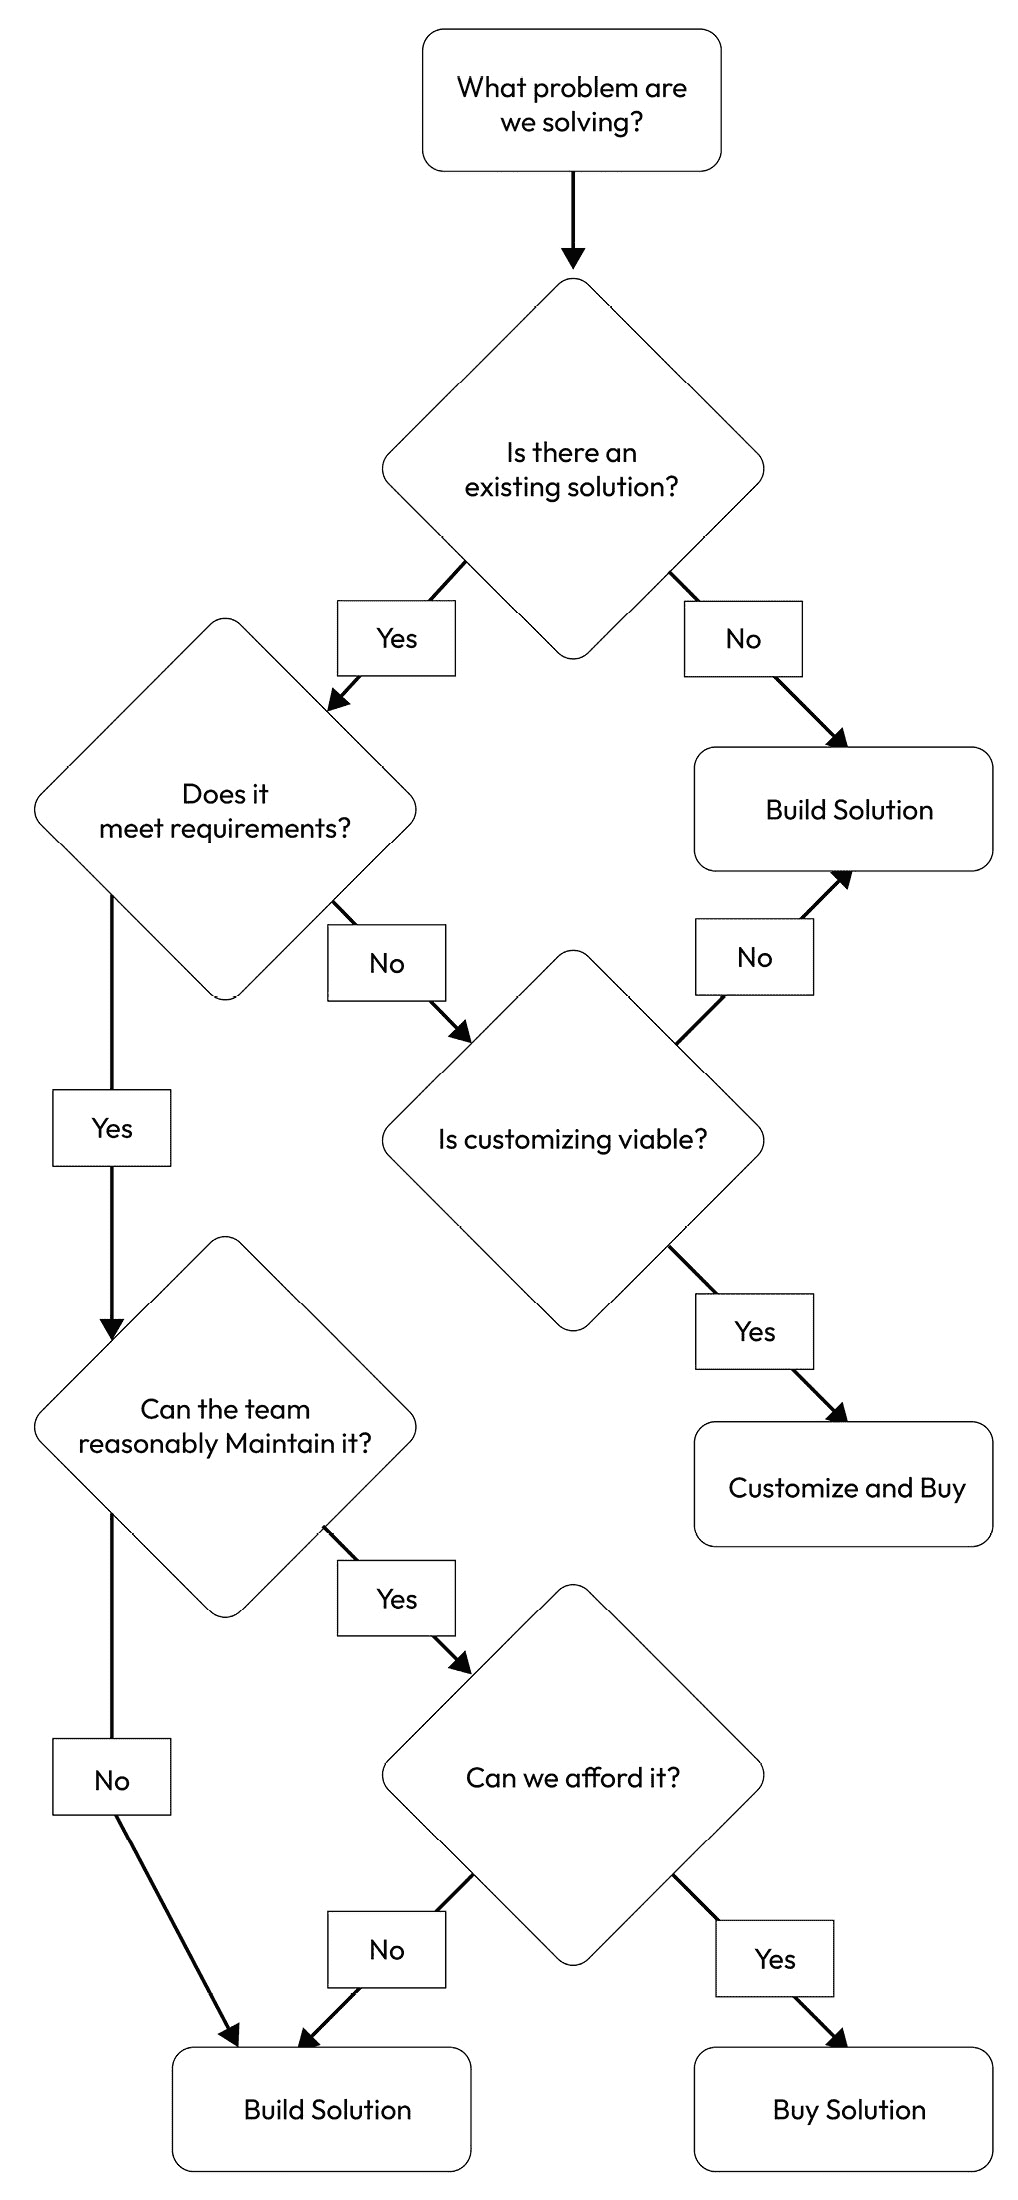 What problem are
we solving?
Is there an
existing solution?
Yes
No
Does it
meet requirements?
Build Solution
No
No
Is customizing viable?
Yes
Yes
Can the team
reasonably Maintain it?
Customize and Buy
Yes
Can we afford it?
No
No
Yes
Build Solution
Buy Solution